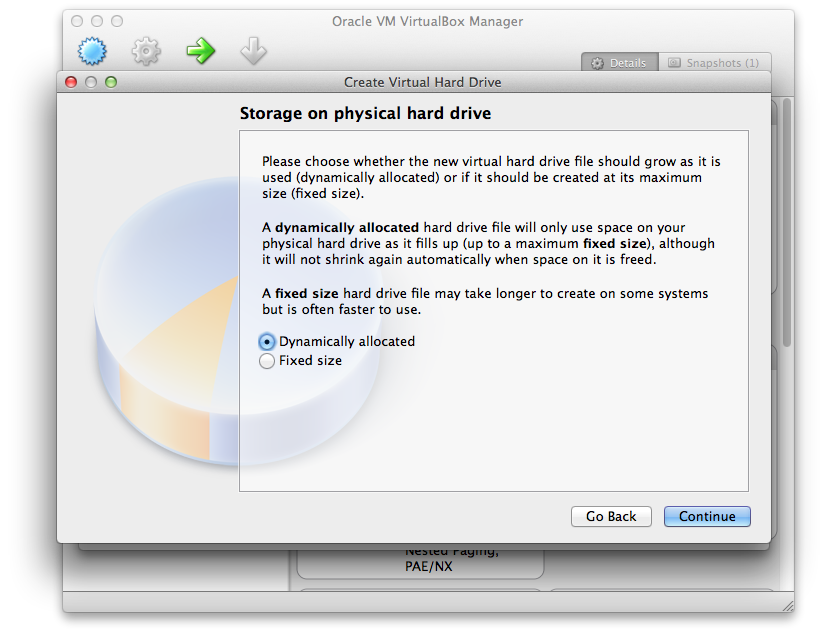 Oracle VM VirtualBox Manager
Details
Snapshots (1)
Create Virtual Hard Drive
Storage on physical hard drive
Please choose whether the new virtual hard drive file should grow as it is
used (dynamically allocated) or if it should be created at its maximum
size (fixed size).
A dynamically allocated hard drive file will only use space on your
physical hard drive as it fills up (up to a maximum fixed size), although
it will not shrink again automatically when space on it is freed.
A fixed size hard drive file may take longer to create on some systems
but is often faster to use.
Dynamically allocated
Fixed size
Go Back
Continue
Nested Paging,
PAE/NX